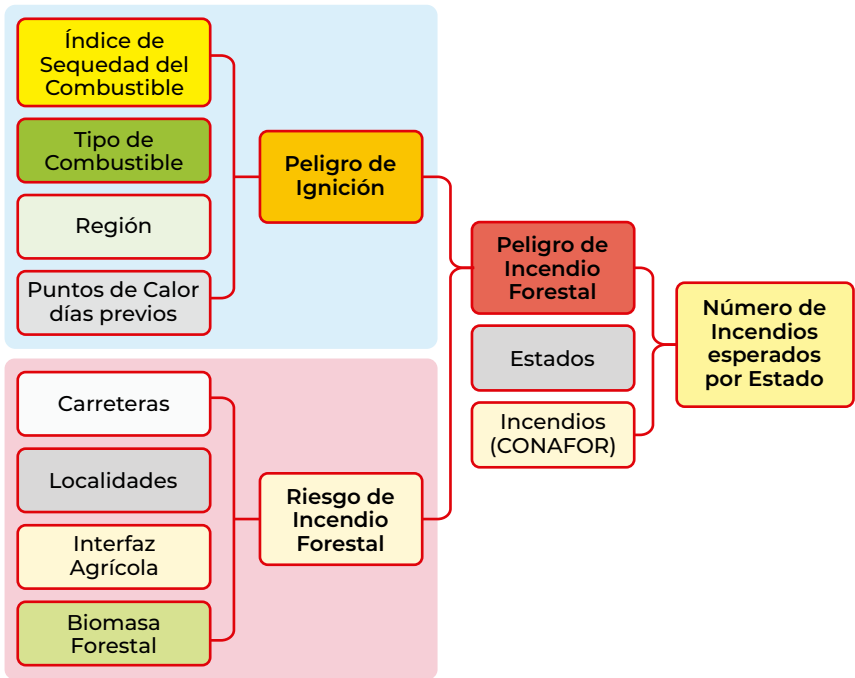 Índice de
Sequedad del
Combustible
Tipo de
Combustible
Región
Puntos de Calor
días previos
Peligro de
Ignición
Carreteras
Localidades
Interfaz
Agrícola
Biomasa
Forestal
Riesgo de
Incendio
Forestal
Peligro de
Incendio
Forestal
Estados
Incendios
(CONAFOR)
Número de
Incendios
esperados
por Estado